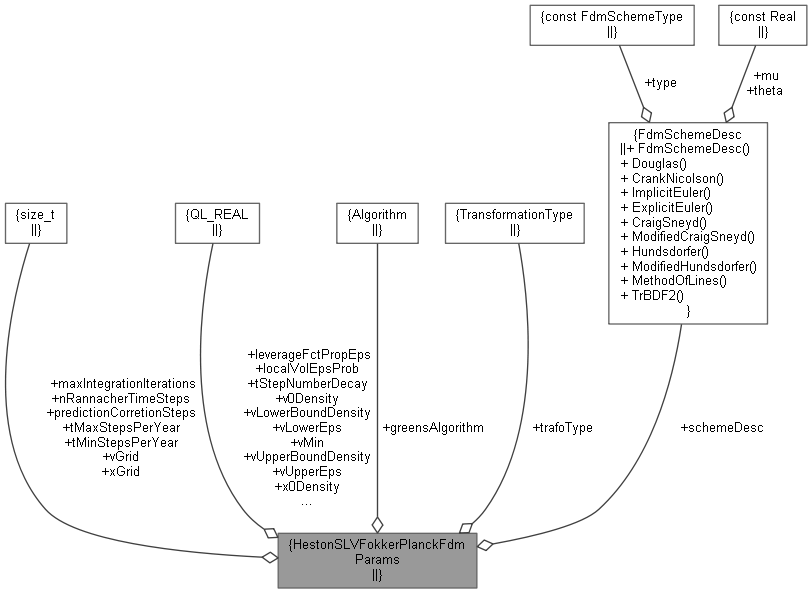 {const FdmSchemeType
||}
{const Real
||}
+type
+mu
+theta
{FdmSchemeDesc
||+ FdmSchemeDesc()
+ Douglas()
+ CrankNicolson()
+ ImplicitEuler()
+ ExplicitEuler()
+ CraigSneyd()
+ ModifiedCraigSneyd()
+ Hundsdorfer()
+ ModifiedHundsdorfer()
+ MethodOfLines()
+ TrBDF2()
}
{size_t
||}
{QL_REAL
||}
{Algorithm
||}
{TransformationType
||}
+maxIntegrationIterations
+nRannacherTimeSteps
+predictionCorretionSteps
+tMaxStepsPerYear
+tMinStepsPerYear
+vGrid
+xGrid
+leverageFctPropEps
+localVolEpsProb
+tStepNumberDecay
+v0Density
+vLowerBoundDensity
+vLowerEps
+vMin
+vUpperBoundDensity
+vUpperEps
+x0Density
...
+greensAlgorithm
+trafoType
+schemeDesc
{HestonSLVFokkerPlanckFdm
Params
||}